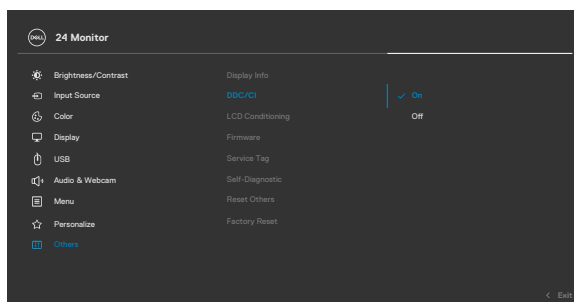 DELL 24 Monitor
Brightness/Contrast Display Info
Input Source DDC/CI On
Color LCD Conditioning Off
Display Firmware
USB Service Tag
Audio & Webcam Self-Diagnostic
Menu Reset Others
Personalize Factory Reset
Others
< Exit